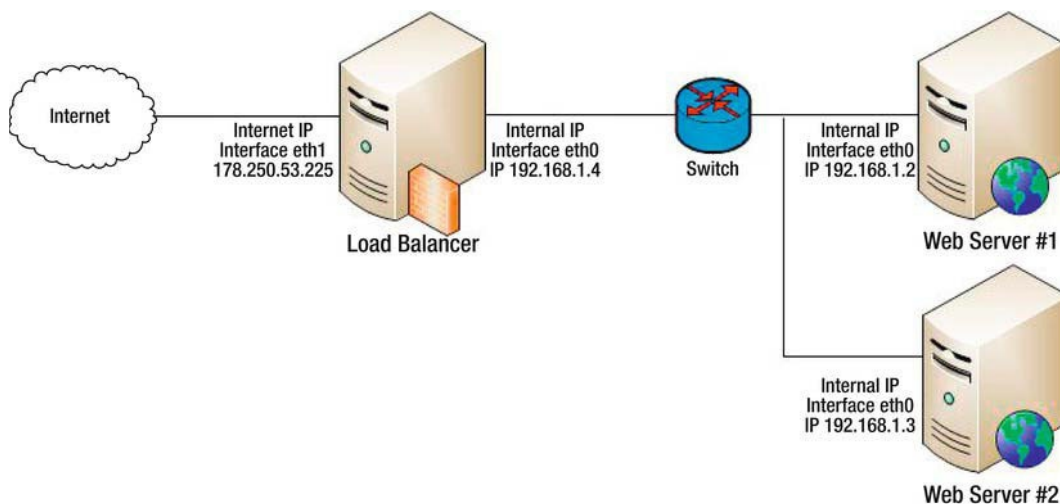 Internet
Internet IP
Interface eth1
178.250.53.225
Load Balancer
Internal IP
Interface eth0
IP 192.168.1.4
Switch
Internal IP
Interface eth0
IP 192.168.1.2
Web Server #1
Internal IP
Interface eth0
IP 192.168.1.3
Web Server #2